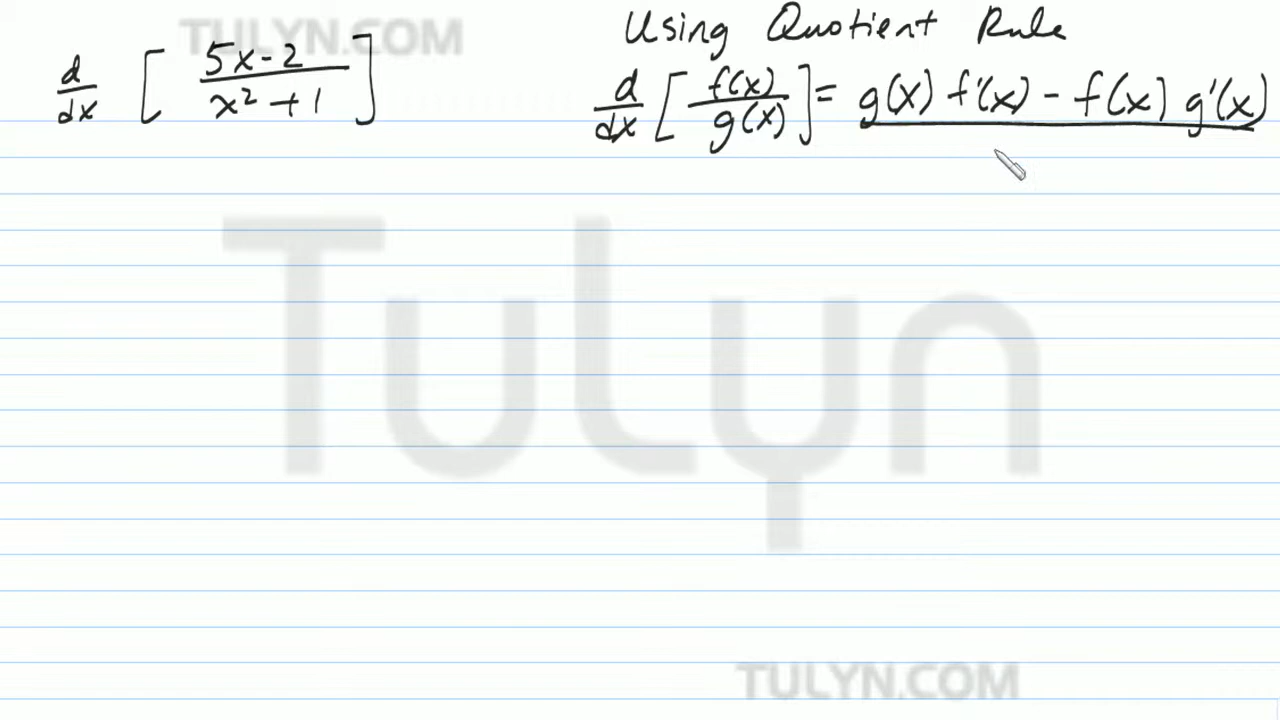 TULYN.COM
Using Quotient Rule
d/dx [ (5x-2)/(x² + 1) ]
d/dx [ f(x)/g(x) ] = g(x) f'(x) - f(x) g'(x)
TuLyn
TULYN.COM